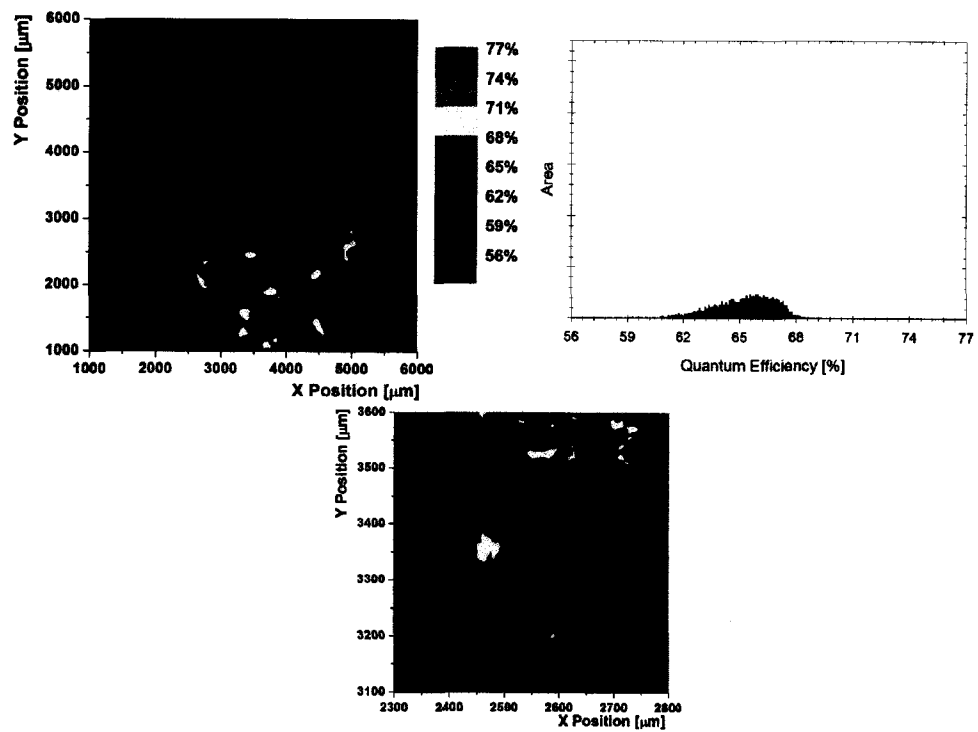 Y Position [µm]
6000
5000
4000
3000
2000
1000
1000 2000 3000 4000 5000 6000
X Position [µm]
77%
74%
71%
68%
65%
62%
59%
56%
Area
56 59 62 65 68 71 74 77
Quantum Efficiency [%]
Y Position [µm]
3600
3500
3400
3300
3200
3100
2300 2400 2500 2600 2700 2800
X Position [µm]